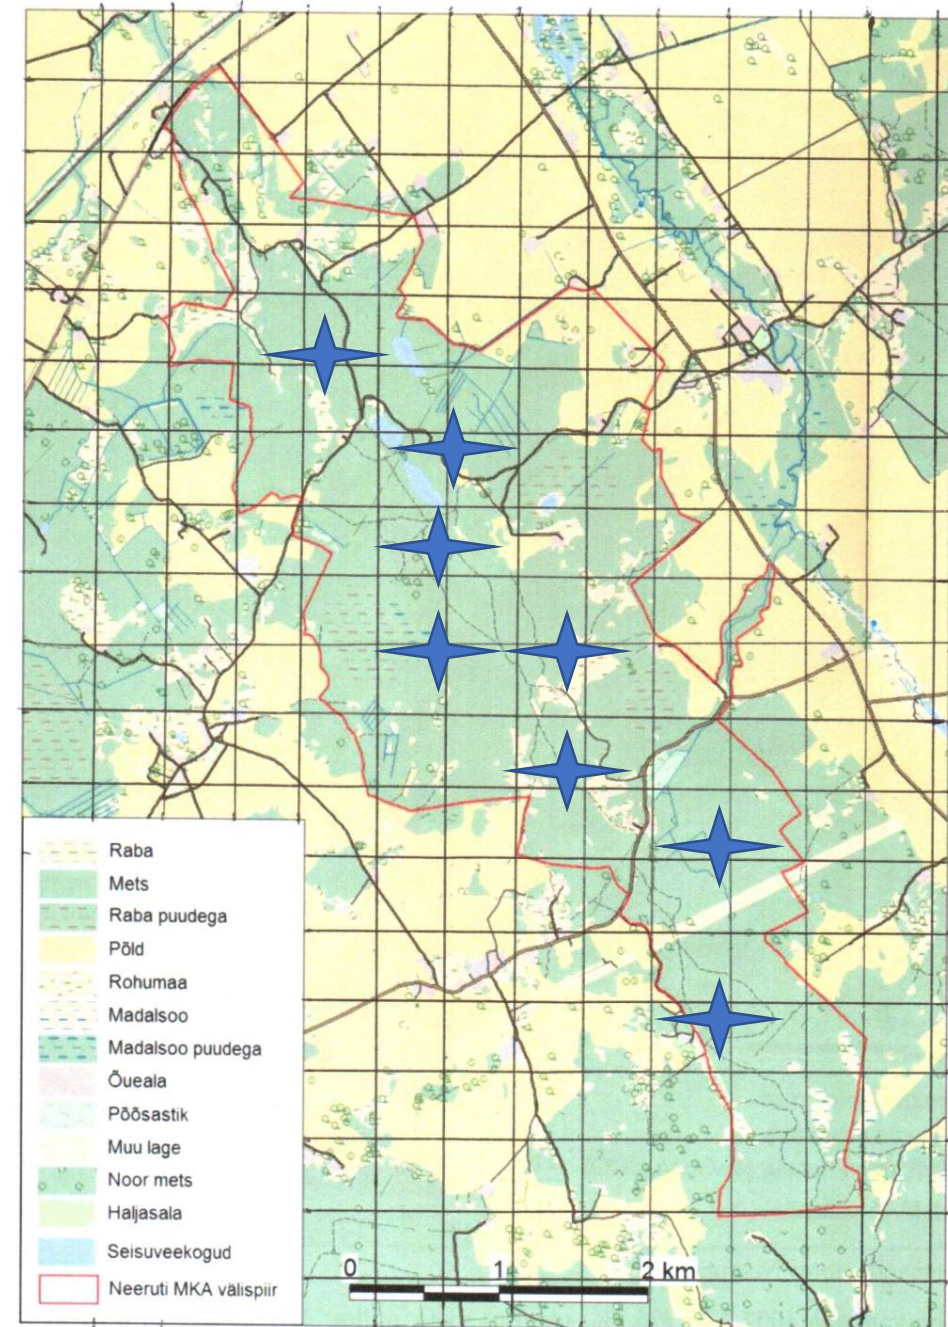 Raba
Mets
Raba puudega
Põld
Rohumaa
Madalsoo
Madalsoo puudega
Õueala
Põõsastik
Muu lage
Noor mets
Haljasala
Seisuveekogud
Neeruti MKA välispiir
0 1 2 km